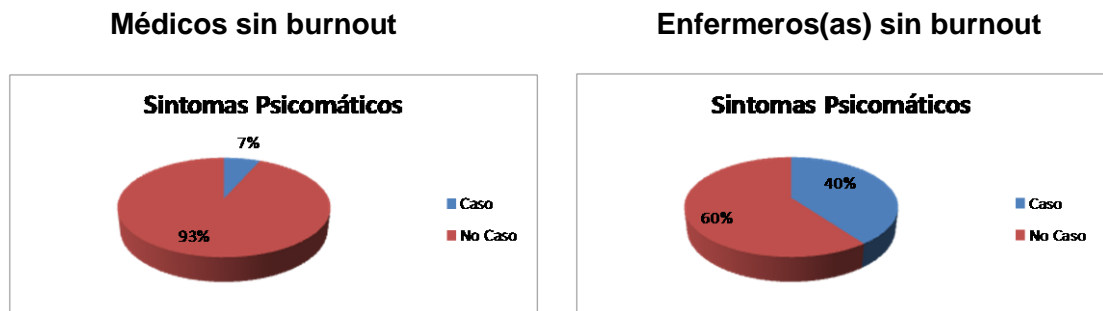 Médicos sin burnout
Enfermeros(as) sin burnout
Sintomas Psicomáticos
7%
93%
Caso
No Caso
Sintomas Psicomáticos
40%
60%
Caso
No Caso